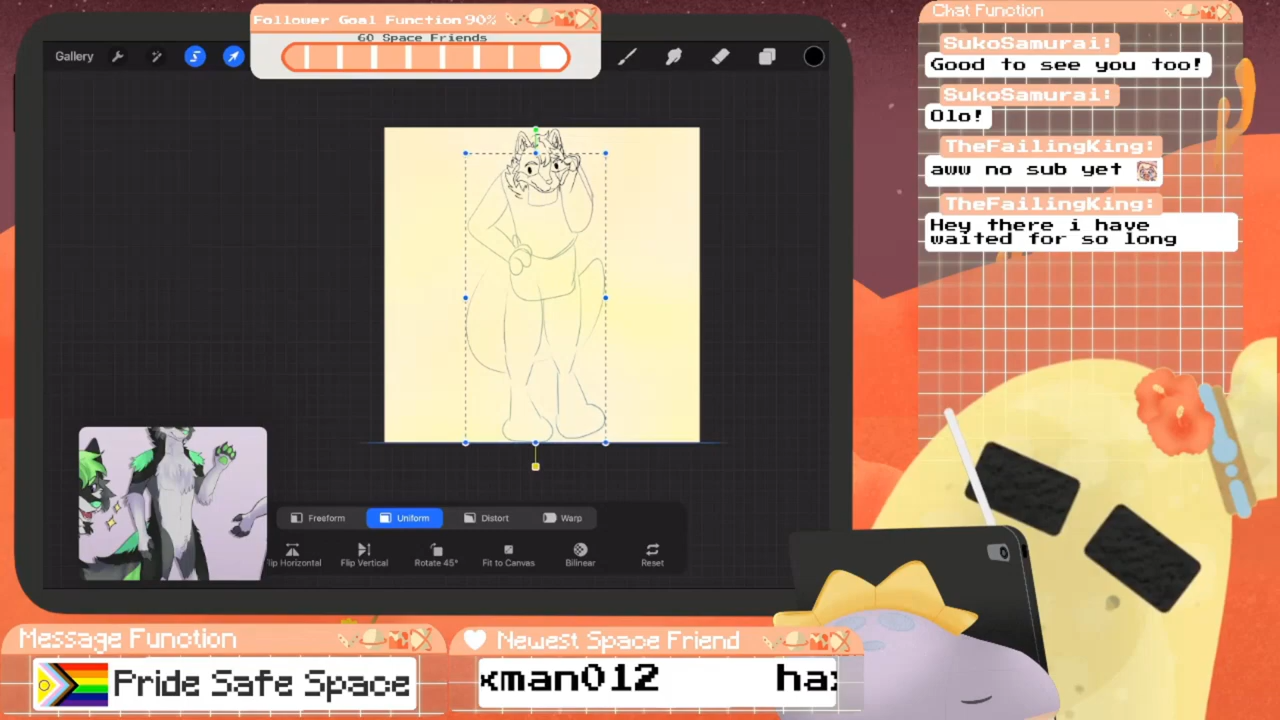 Follower Goal Function 90%
60 Space Friends
Gallery
Chat Function
SukoSamurai:
Good to see you too!
SukoSamurai:
Olo!
TheFailingKing:
aww no sub yet
TheFailingKing:
Hey there i have
waited for so long
Freeform
Uniform
Distort
Warp
lip Horizontal
Flip Vertical
Rotate 45°
Fit to Canvas
Bilinear
Reset
Message Function
Pride Safe Space
Newest Space Friend
kman012 ha